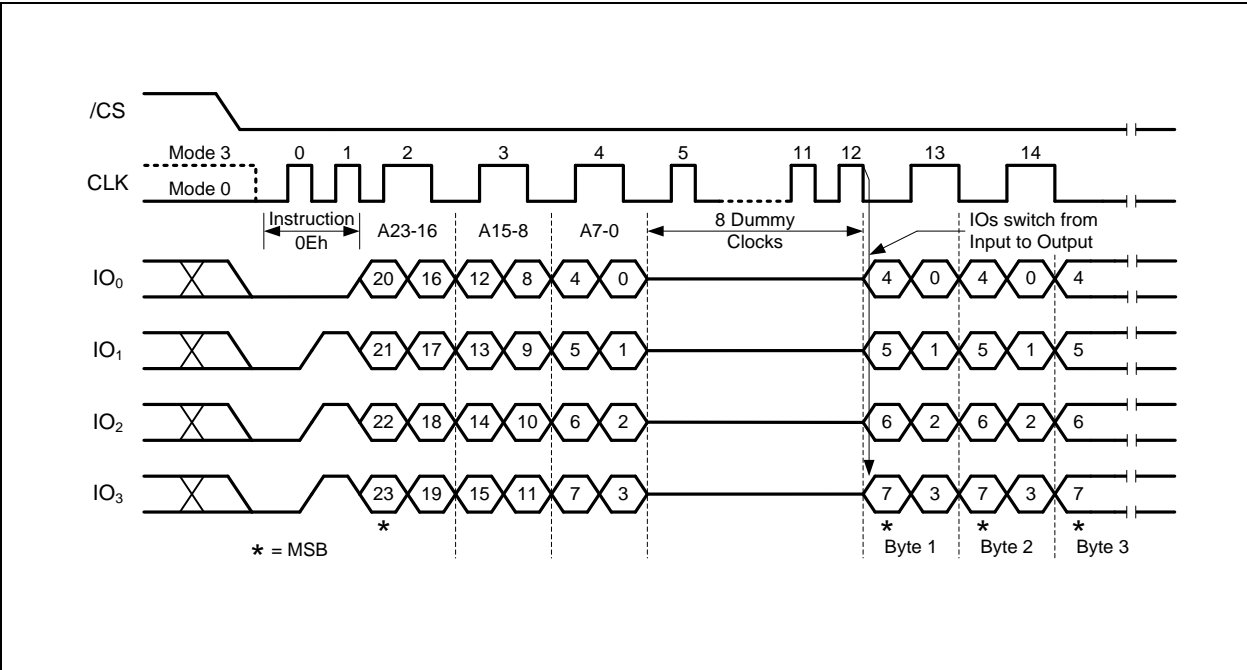 /CS
Mode 3 0 1 2 3 4 5 11 12 13 14
CLK Mode 0
Instruction
0Eh
A23-16 A15-8 A7-0
8 Dummy
Clocks
IOs switch from
Input to Output
IO₀ 20 16 12 8 4 0 4 0 4 0 4
IO₁ 21 17 13 9 5 1 5 1 5 1 5
IO₂ 22 18 14 10 6 2 6 2 6 2 6
IO₃ 23 19 15 11 7 3 7 3 7 3 7
* * * *
* = MSB
Byte 1 Byte 2 Byte 3